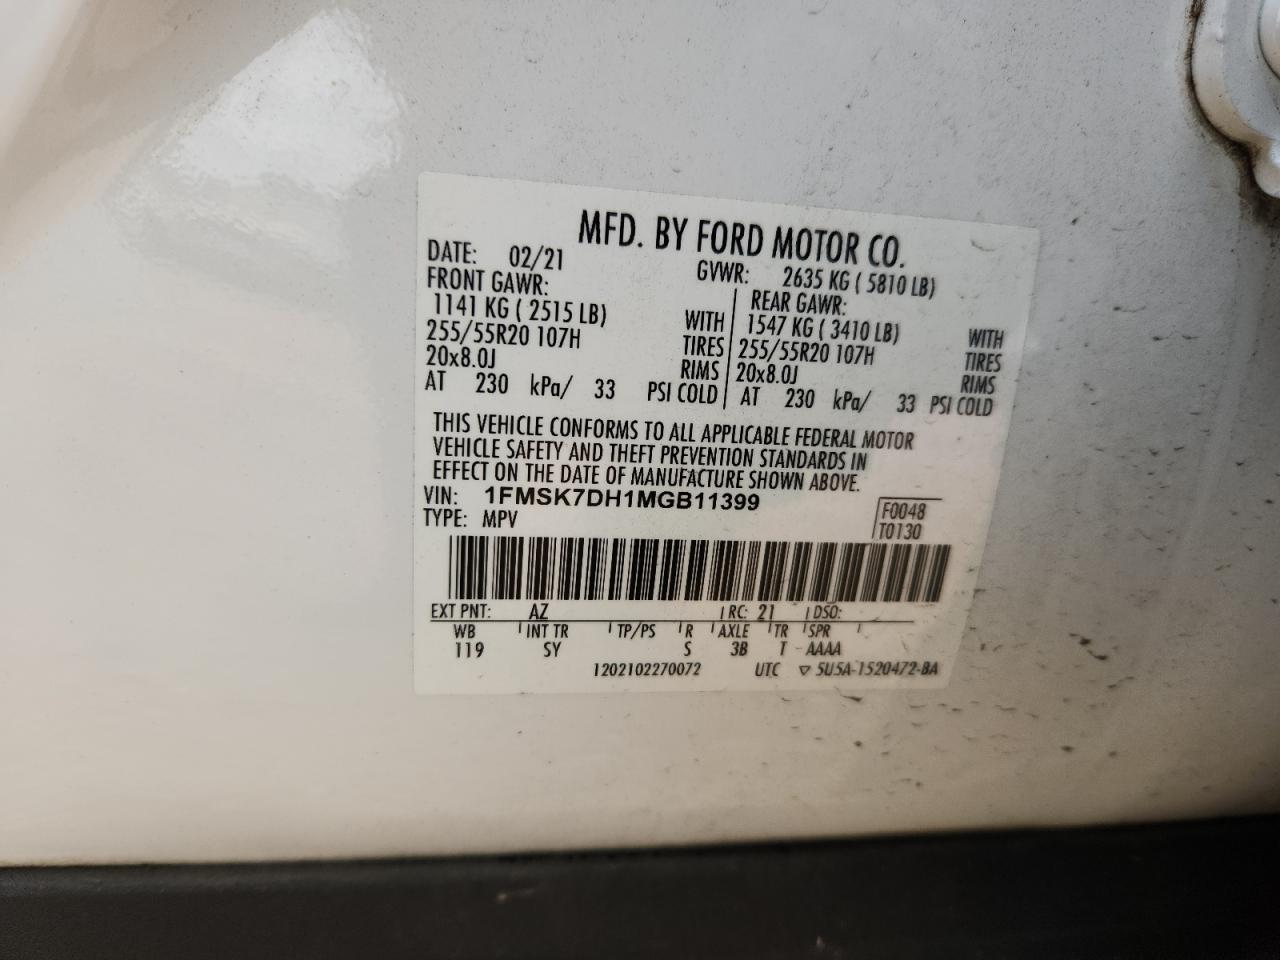 MFD. BY FORD MOTOR CO.
DATE: 02/21
GVWR: 2635 KG ( 5810 LB)
FRONT GAWR:
1141 KG ( 2515 LB) WITH
255/55R20 107H TIRES
20x8.0J RIMS
AT 230 kPa/ 33 PSI COLD
REAR GAWR:
1547 KG ( 3410 LB) WITH
255/55R20 107H TIRES
20x8.0J RIMS
AT 230 kPa/ 33 PSI COLD
THIS VEHICLE CONFORMS TO ALL APPLICABLE FEDERAL MOTOR
VEHICLE SAFETY AND THEFT PREVENTION STANDARDS IN
EFFECT ON THE DATE OF MANUFACTURE SHOWN ABOVE.
VIN: 1FMSK7DH1MGB11399
TYPE: MPV
F0048
T0130
EXT PNT: AZ RC: 21 DSO:
WB INT TR TP/PS R AXLE TR SPR
119 SY S 3B T AAAA
1202102270072 UTC ▽ 5U5A-1520472-BA